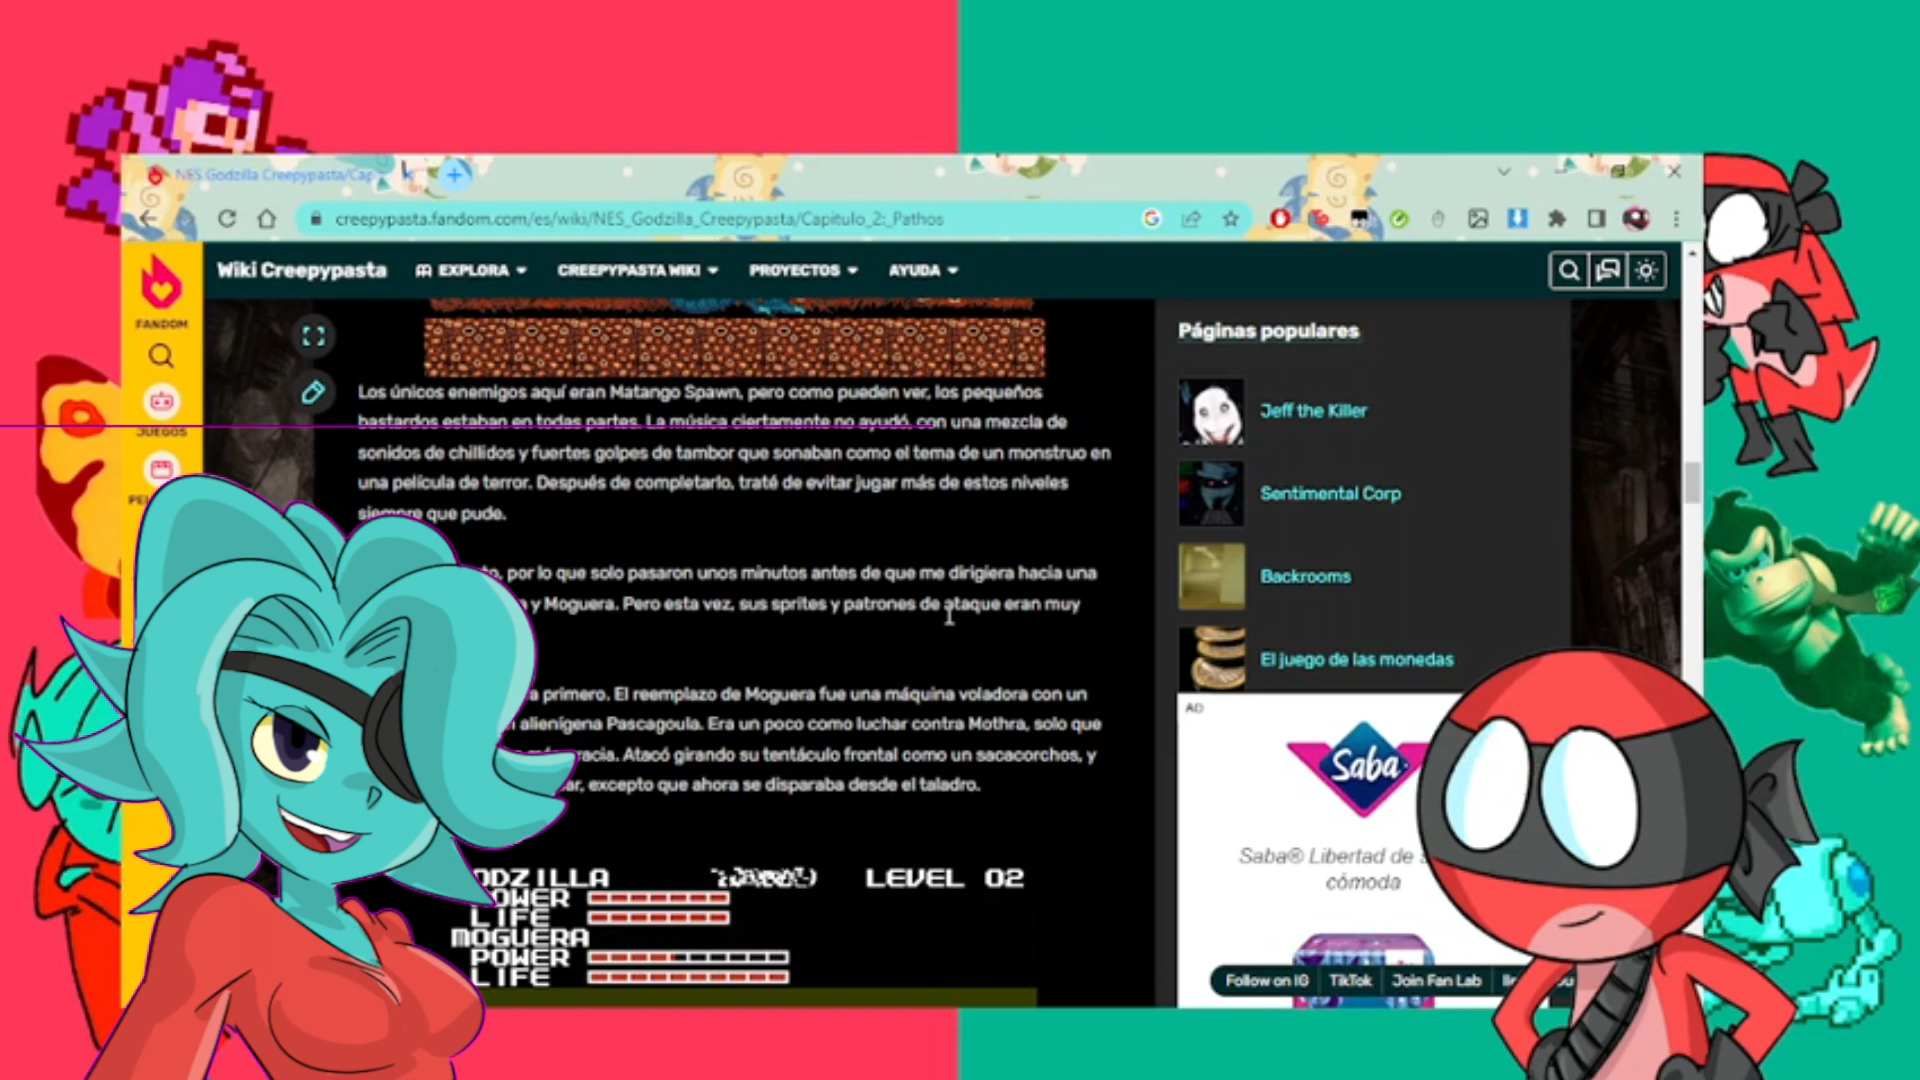 NES Godzilla Creepypasta/Cap
creepypasta.fandom.com/es/wiki/NES_Godzilla_Creepypasta/Capitulo_2:_Pathos
Wiki Creepypasta
EXPLORA
CREEPYPASTA WIKI
PROYECTOS
AYUDA
FANDOM
JUEGOS
Los únicos enemigos aquí eran Matango Spawn, pero como pueden ver, los pequeños
bastardos estaban en todas partes. La música ciertamente no ayudó, con una mezcla de
sonidos de chillidos y fuertes golpes de tambor que sonaban como el tema de un monstruo en
una película de terror. Después de completarlo, traté de evitar jugar más de estos niveles
siempre que pude.
, por lo que solo pasaron unos minutos antes de que me dirigiera hacia una
y Moguera. Pero esta vez, sus sprites y patrones de ataque eran muy
primero. El reemplazo de Moguera fue una máquina voladora con un
alienígena Pascagoula. Era un poco como luchar contra Mothra, solo que
Atacó girando su tentáculo frontal como un sacacorchos, y
, excepto que ahora se disparaba desde el taladro.
ODZILLA
LEVEL 02
POWER
LIFE
MOGUERA
POWER
LIFE
Páginas populares
Jeff the Killer
Sentimental Corp
Backrooms
El juego de las monedas
AD
Saba
Saba® Libertad de
cómoda
Follow on IG
TikTok
Join Fan Lab